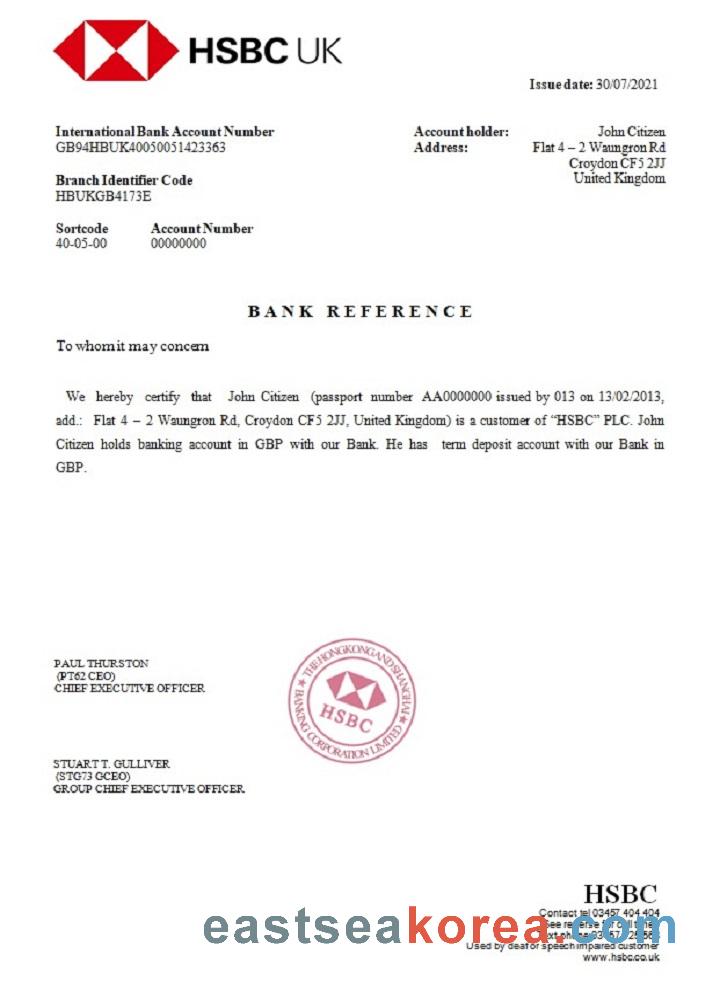 HSBC UK
Issue date: 30/07/2021
International Bank Account Number
GB94HBUK40050051423363
Account holder: John Citizen
Address: Flat 4 – 2 Waungron Rd
Croydon CF5 2JJ
United Kingdom
Branch Identifier Code
HBUKGB4173E
Sortcode Account Number
40-05-00 00000000
BANK REFERENCE
To whom it may concern
We hereby certify that John Citizen (passport number AA0000000 issued by 013 on 13/02/2013,
add.: Flat 4 – 2 Waungron Rd, Croydon CF5 2JJ, United Kingdom) is a customer of “HSBC” PLC. John
Citizen holds banking account in GBP with our Bank. He has term deposit account with our Bank in
GBP.
PAUL THURSTON
(PT62 CEO)
CHIEF EXECUTIVE OFFICER
THE HONGKONG AND SHANGHAI
BANKING CORPORATION LIMITED
HSBC
STUART T. GULLIVER
(STG73 GCEO)
GROUP CHIEF EXECUTIVE OFFICER
HSBC
Contact tel 03457 404 404
See reverse for call times
eastseakorea.com
Used by deaf or speech impaired customer
www.hsbc.co.uk